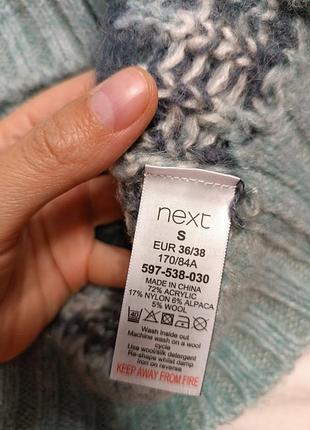 next
S
EUR 36/38
170/84A
597-538-030
MADE IN CHINA
72% ACRYLIC
17% NYLON 6% ALPACA
5% WOOL
40
Wash Inside out
Machine wash on a wool
cycle
Use wool/silk detergent
Re-shape whilst damp
Iron on reverse
KEEP AWAY FROM FIRE